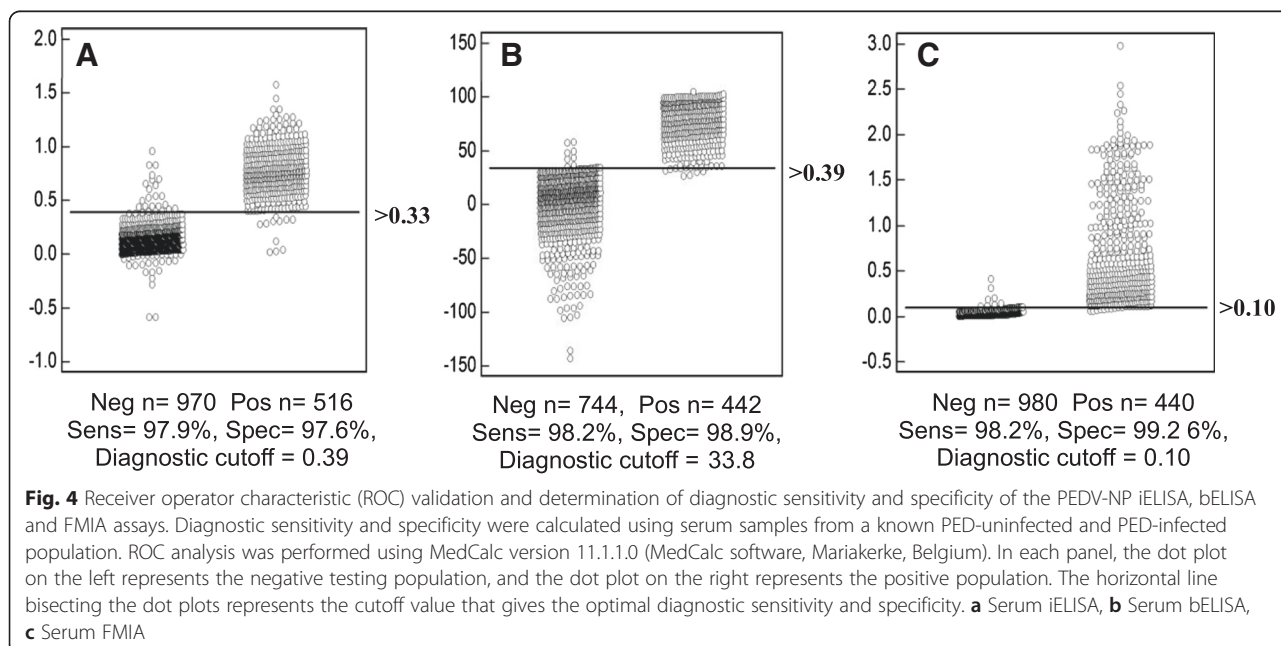 A
2.0
1.5
1.0
0.5
0.0
-0.5
-1.0
>0.33
Neg n= 970 Pos n= 516
Sens= 97.9%, Spec= 97.6%,
Diagnostic cutoff = 0.39
B
150
100
50
0
-50
-100
-150
>0.39
Neg n= 744, Pos n= 442
Sens= 98.2%, Spec= 98.9%,
Diagnostic cutoff = 33.8
C
3.0
2.5
2.0
1.5
1.0
0.5
0.0
-0.5
>0.10
Neg n= 980 Pos n= 440
Sens= 98.2%, Spec= 99.2 6%,
Diagnostic cutoff = 0.10
Fig. 4 Receiver operator characteristic (ROC) validation and determination of diagnostic sensitivity and specificity of the PEDV-NP iELISA, bELISA
and FMIA assays. Diagnostic sensitivity and specificity were calculated using serum samples from a known PED-uninfected and PED-infected
population. ROC analysis was performed using MedCalc version 11.1.1.0 (MedCalc software, Mariakerke, Belgium). In each panel, the dot plot
on the left represents the negative testing population, and the dot plot on the right represents the positive population. The horizontal line
bisecting the dot plots represents the cutoff value that gives the optimal diagnostic sensitivity and specificity. a Serum iELISA, b Serum bELISA,
c Serum FMIA